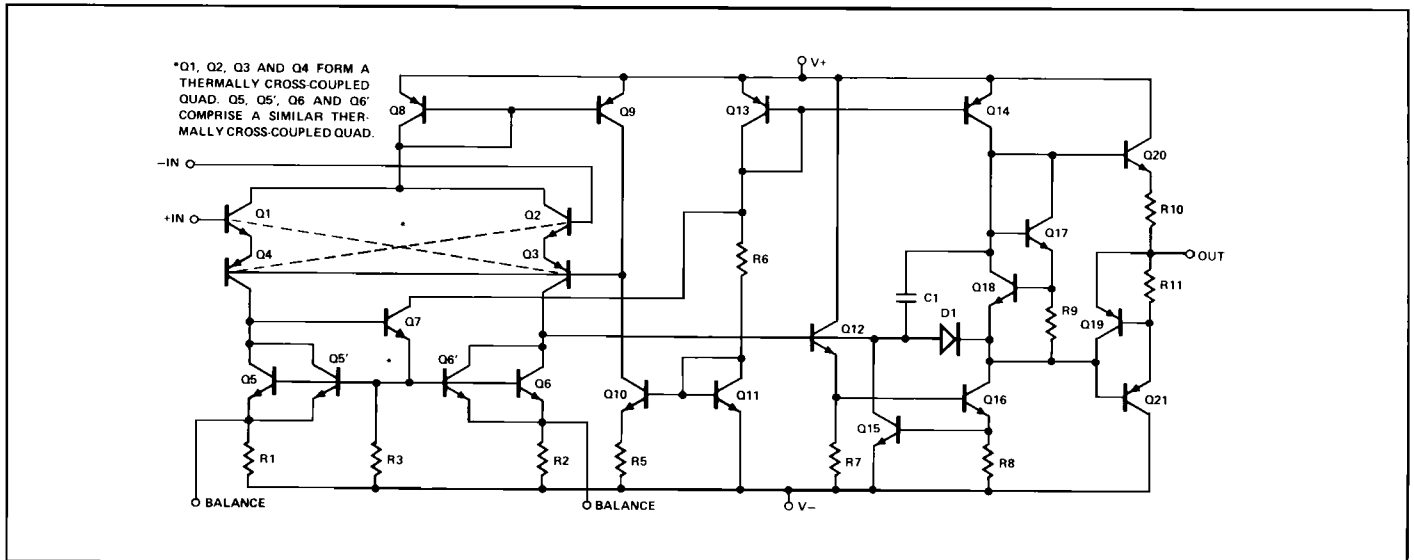 *Q1, Q2, Q3 AND Q4 FORM A
THERMALLY CROSS-COUPLED
QUAD. Q5, Q5', Q6 AND Q6'
COMPRISE A SIMILAR THER-
MALLY CROSS-COUPLED QUAD.
V+
Q8
Q9
Q13
Q14
Q20
-IN
+IN
Q1
Q2
*
R10
Q17
Q4
Q3
R6
OUT
Q18
R11
C1
R9
Q7
D1
Q19
Q12
*
Q6'
Q5
Q5'
Q6
Q10
Q11
Q16
Q21
Q15
R1
R3
R2
R5
R7
R8
BALANCE
BALANCE
V-